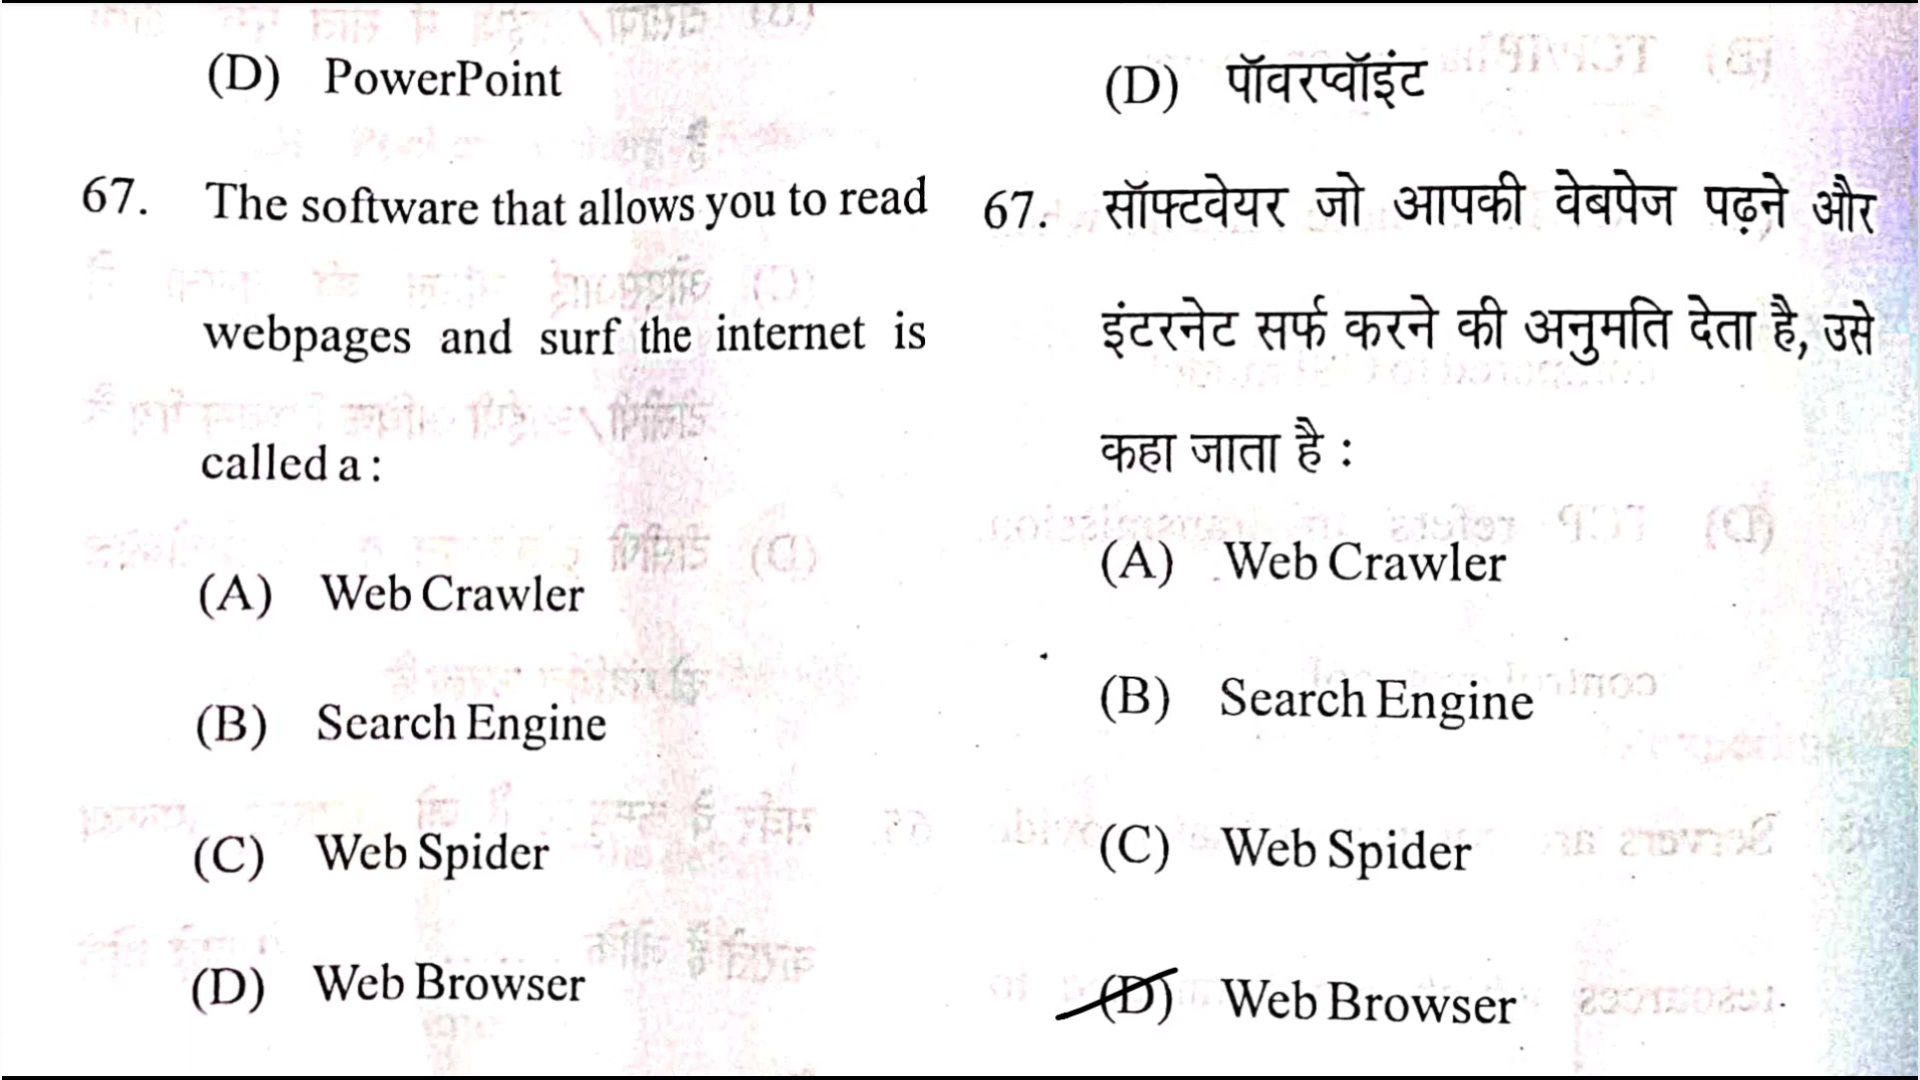 (D) PowerPoint
67. The software that allows you to read
webpages and surf the internet is
called a :
(A) Web Crawler
(B) Search Engine
(C) Web Spider
(D) Web Browser
(D) पॉवरप्वॉइंट
67. सॉफ्टवेयर जो आपकी वेबपेज पढ़ने और
इंटरनेट सर्फ करने की अनुमति देता है, उसे
कहा जाता है :
(A) Web Crawler
(B) Search Engine
(C) Web Spider
(D) Web Browser